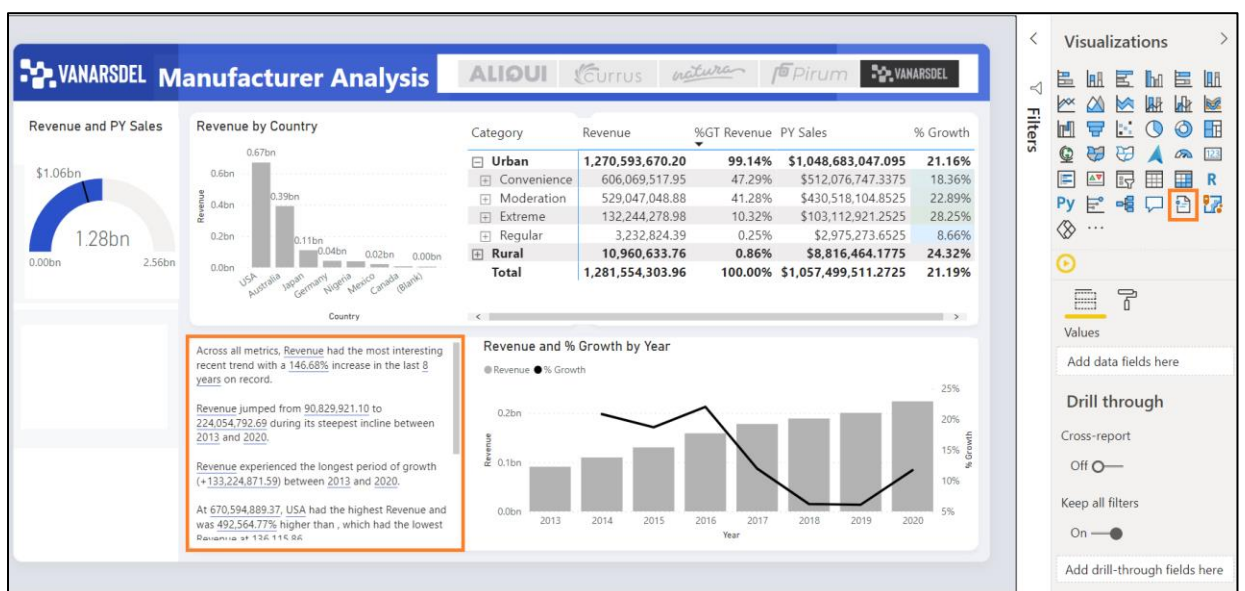 VANARSDEL Manufacturer Analysis
ALIQUI
Currus
natura
Pirum
VANARSDEL
Revenue and PY Sales
$1.06bn
1.28bn
0.00bn
2.56bn
Revenue by Country
Revenue
0.6bn
0.4bn
0.2bn
0.0bn
0.67bn
0.39bn
0.11bn
0.04bn
0.02bn
0.00bn
USA
Australia
Japan
Germany
Nigeria
Mexico
Canada
(Blank)
Country
Category Revenue %GT Revenue PY Sales % Growth
Urban 1,270,593,670.20 99.14% $1,048,683,047.095 21.16%
Convenience 606,069,517.95 47.29% $512,076,747.3375 18.36%
Moderation 529,047,048.88 41.28% $430,518,104.8525 22.89%
Extreme 132,244,278.98 10.32% $103,112,921.2525 28.25%
Regular 3,232,824.39 0.25% $2,975,273.6525 8.66%
Rural 10,960,633.76 0.86% $8,816,464.1775 24.32%
Total 1,281,554,303.96 100.00% $1,057,499,511.2725 21.19%
Across all metrics, Revenue had the most interesting
recent trend with a 146.68% increase in the last 8
years on record.
Revenue jumped from 90,829,921.10 to
224,054,792.69 during its steepest incline between
2013 and 2020.
Revenue experienced the longest period of growth
(+133,224,871.59) between 2013 and 2020.
At 670,594,889.37, USA had the highest Revenue and
was 492,564.77% higher than , which had the lowest
Revenue at 136,115.86.
Revenue and % Growth by Year
Revenue % Growth
Revenue
0.2bn
0.1bn
0.0bn
25%
20%
15%
10%
5%
% Growth
2013 2014 2015 2016 2017 2018 2019 2020
Year
Filters
Visualizations
123
R
Py
Values
Add data fields here
Drill through
Cross-report
Off
Keep all filters
On
Add drill-through fields here